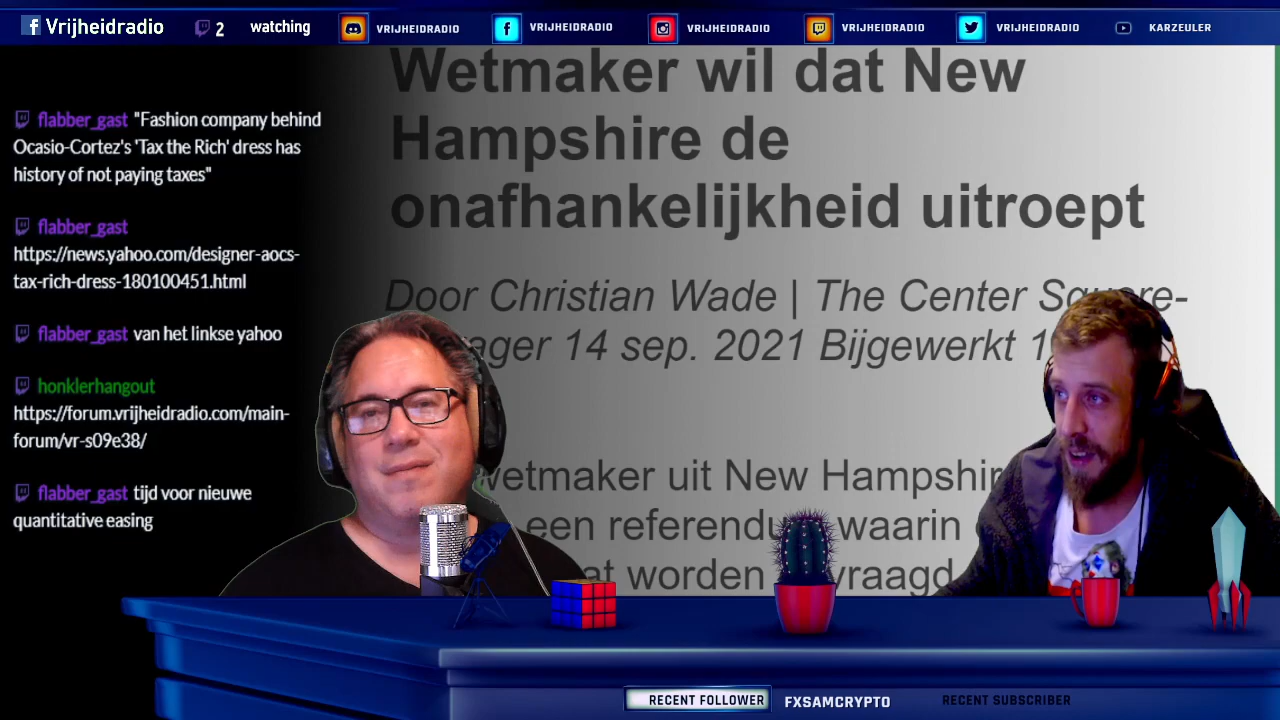 Vrijheidradio
2 watching
VRIJHEIDRADIO
VRIJHEIDRADIO
VRIJHEIDRADIO
VRIJHEIDRADIO
VRIJHEIDRADIO
KARZEULER
flabber_gast "Fashion company behind
Ocasio-Cortez's 'Tax the Rich' dress has
history of not paying taxes"
flabber_gast
https://news.yahoo.com/designer-aocs-
tax-rich-dress-180100451.html
flabber_gast van het linkse yahoo
honklerhangout
https://forum.vrijheidradio.com/main-
forum/vr-s09e38/
flabber_gast tijd voor nieuwe
quantitative easing
Wetmaker wil dat New
Hampshire de
onafhankelijkheid uitroept
Door Christian Wade | The Center Square-
14 sep. 2021 Bijgewerkt
wetmaker uit New Hampshire
een referendum waarin
worden
RECENT FOLLOWER FXSAMCRYPTO RECENT SUBSCRIBER